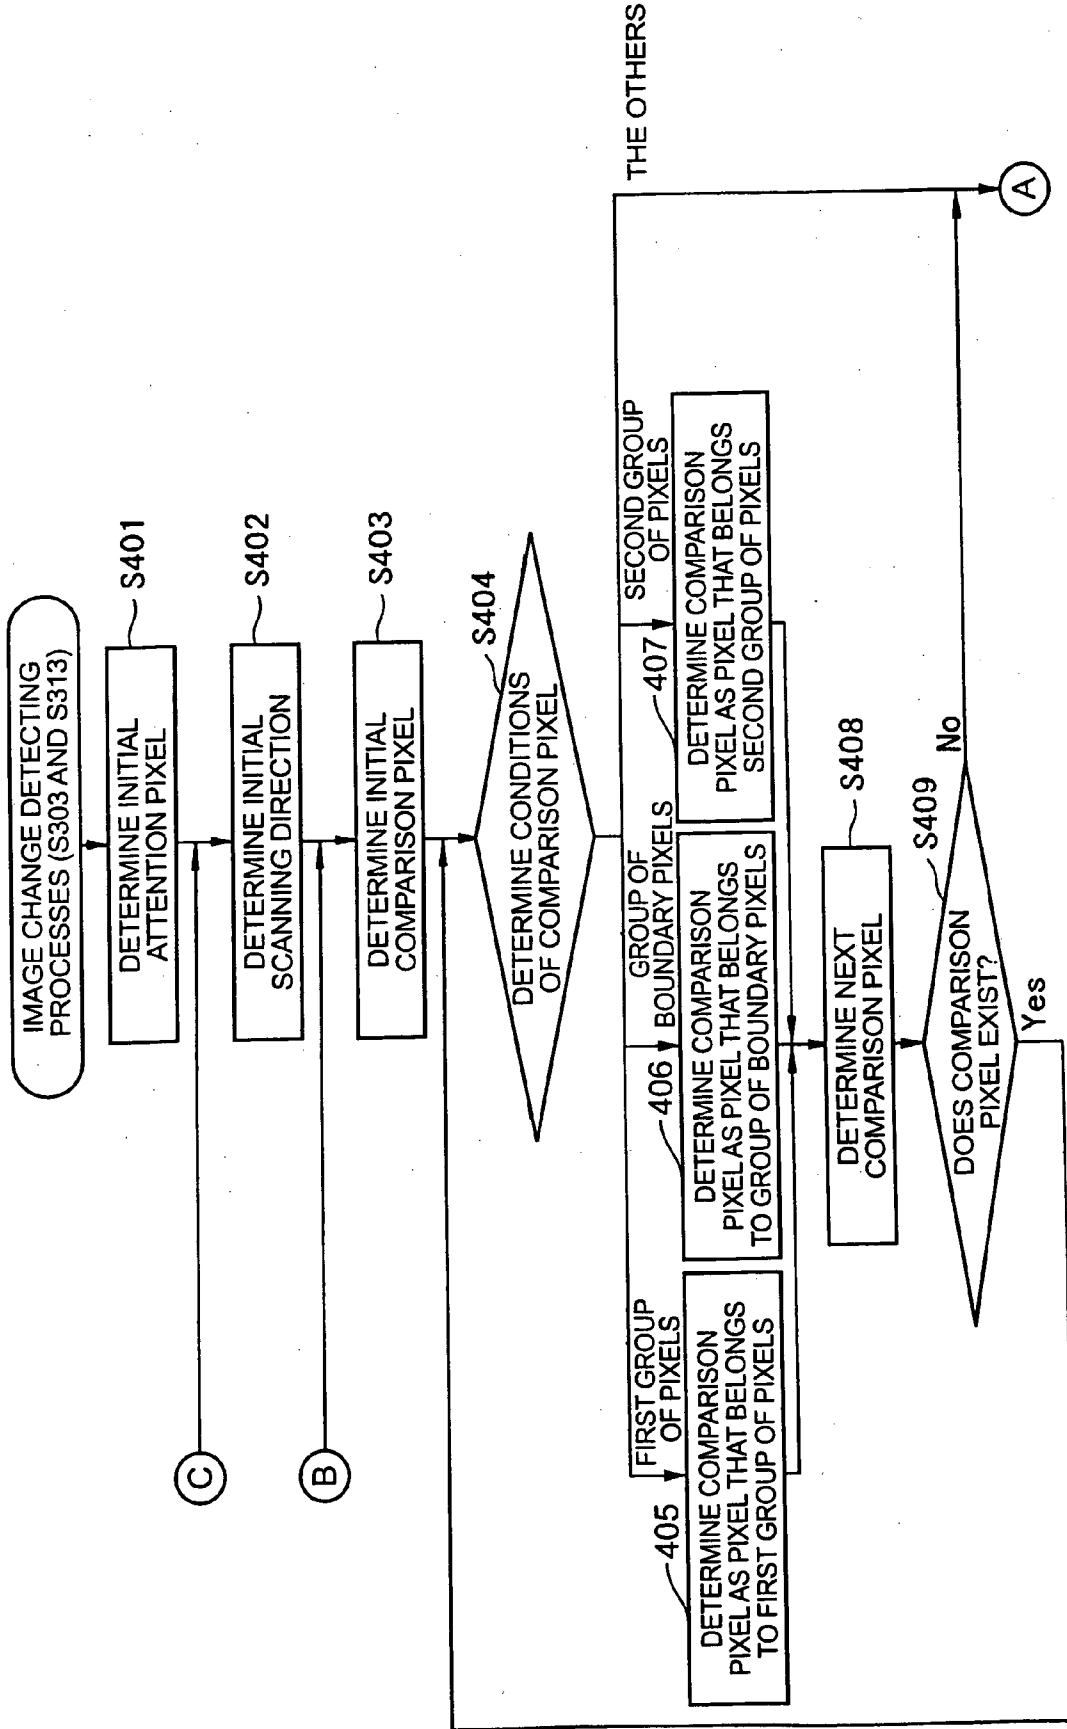 IMAGE CHANGE DETECTING
PROCESSES (S303 AND S313)
DETERMINE INITIAL
ATTENTION PIXEL
S401
C
DETERMINE INITIAL
SCANNING DIRECTION
S402
B
DETERMINE INITIAL
COMPARISON PIXEL
S403
DETERMINE CONDITIONS
OF COMPARISON PIXEL
S404
FIRST GROUP
OF PIXELS
GROUP OF
BOUNDARY PIXELS
SECOND GROUP
OF PIXELS
THE OTHERS
405
DETERMINE COMPARISON
PIXEL AS PIXEL THAT BELONGS
TO FIRST GROUP OF PIXELS
406
DETERMINE COMPARISON
PIXEL AS PIXEL THAT BELONGS
TO GROUP OF BOUNDARY PIXELS
407
DETERMINE COMPARISON
PIXEL AS PIXEL THAT BELONGS
SECOND GROUP OF PIXELS
DETERMINE NEXT
COMPARISON PIXEL
S408
DOES COMPARISON
PIXEL EXIST?
S409
No
Yes
A